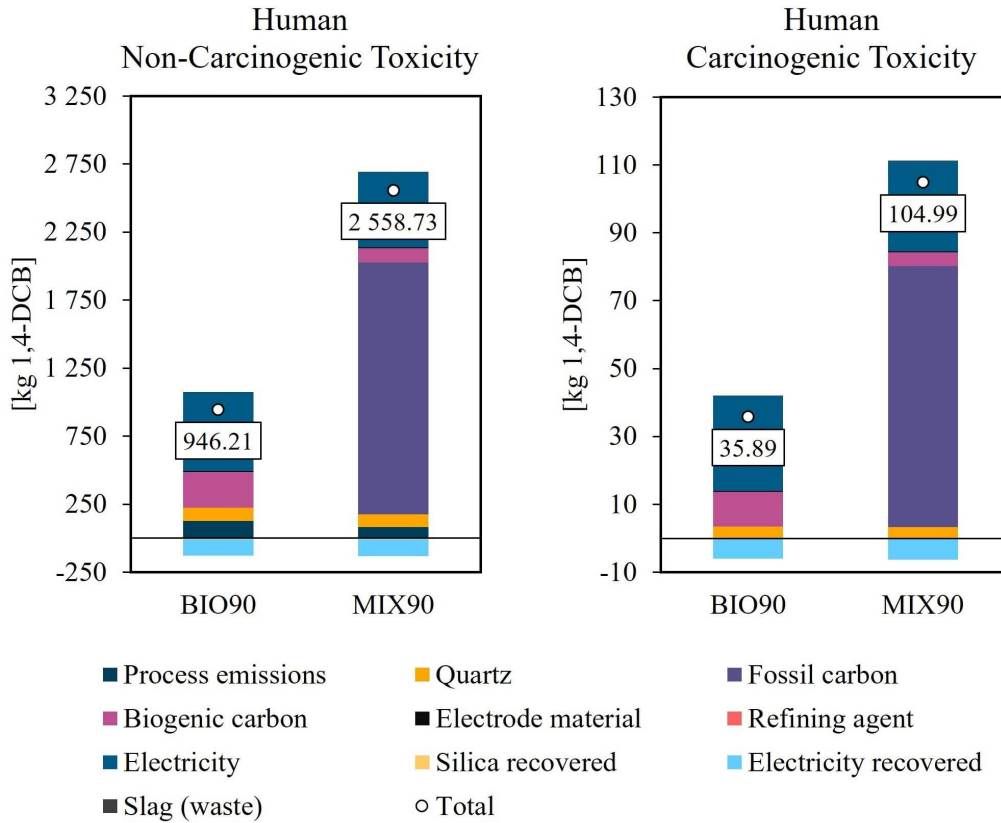 Human
Non-Carcinogenic Toxicity
3 250
2 750
2 250
1 750
1 250
750
250
-250
[kg 1,4-DCB]
2 558.73
946.21
BIO90
MIX90
Human
Carcinogenic Toxicity
130
110
90
70
50
30
10
-10
[kg 1,4-DCB]
104.99
35.89
BIO90
MIX90
Process emissions
Quartz
Fossil carbon
Biogenic carbon
Electrode material
Refining agent
Electricity
Silica recovered
Electricity recovered
Slag (waste)
Total